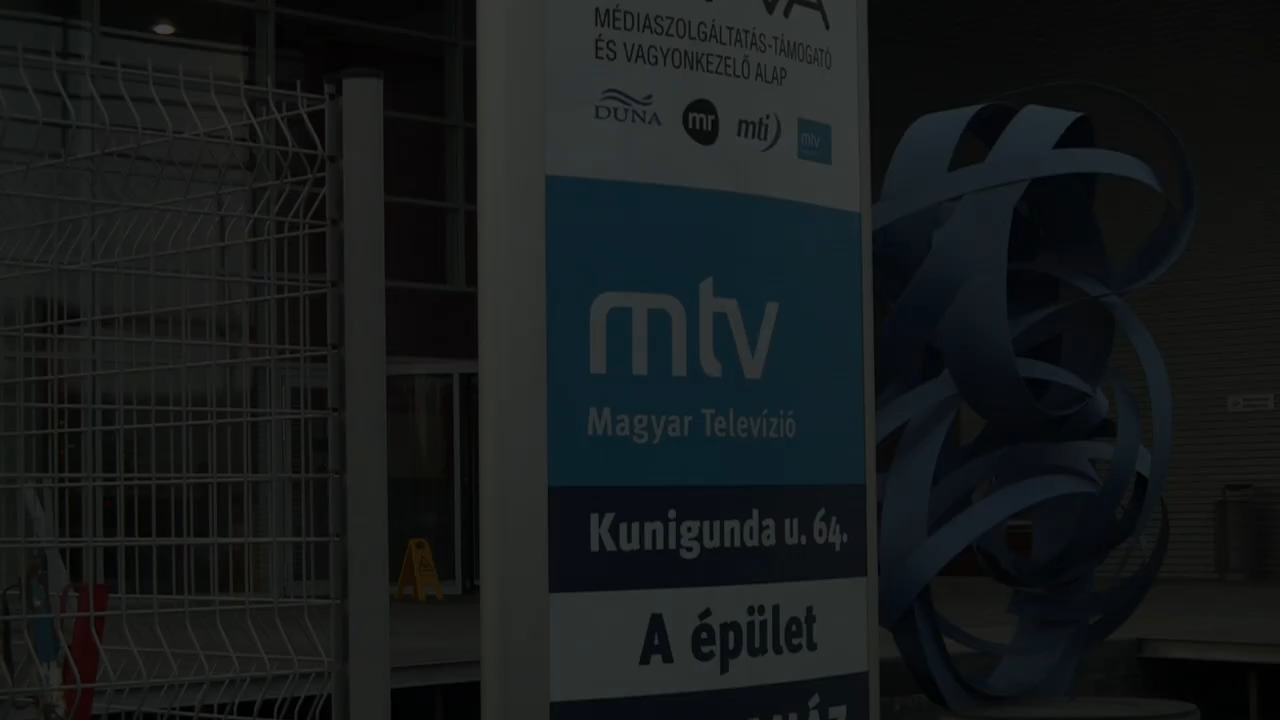 MÉDIASZOLGÁLTATÁS-TÁMOGATÓ
ÉS VAGYONKEZELŐ ALAP
DUNA
mr
mti
mtv
mtv
Magyar Televízió
Kunigunda u. 64.
A épület